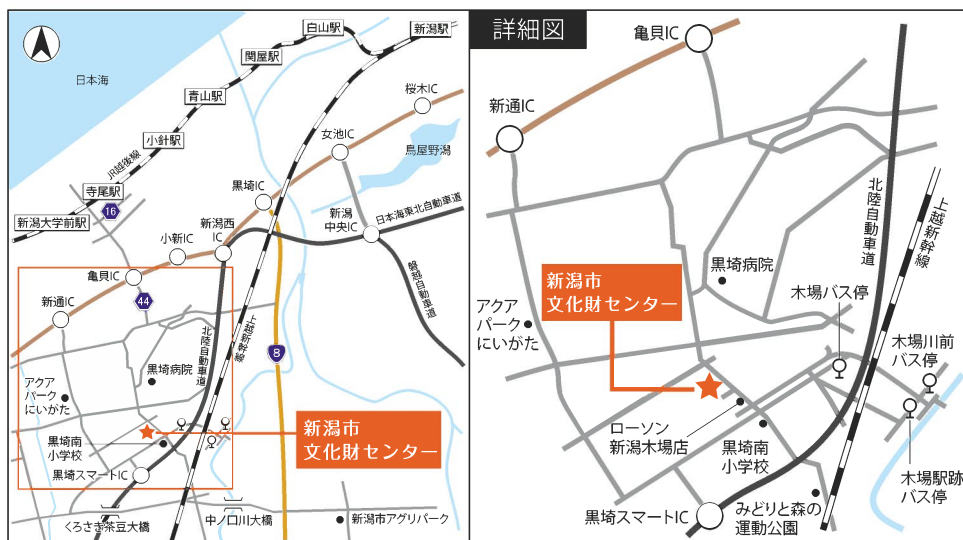 白山駅
新潟駅
関屋駅
日本海
青山駅
桜木IC
小針駅
女池IC
鳥屋野潟
JR越後線
寺尾駅
黒埼IC
16
新潟大学前駅
新潟西
IC
新潟
中央IC
日本海東北自動車道
小新IC
亀貝IC
磐越自動車道
44
新通IC
北陸自動車道
上越新幹線
8
黒埼病院
アクア
パーク
にいがた
新潟市
文化財センター
黒埼南
小学校
黒埼スマートIC
くろさき茶豆大橋
中ノ口川大橋
新潟市アグリパーク
詳細図
亀貝IC
新通IC
北陸自動車道
上越新幹線
黒埼病院
新潟市
文化財センター
木場バス停
アクア
パーク
にいがた
木場川前
バス停
ローソン
新潟木場店
黒埼南
小学校
木場駅跡
バス停
黒埼スマートIC
みどりと森の
運動公園